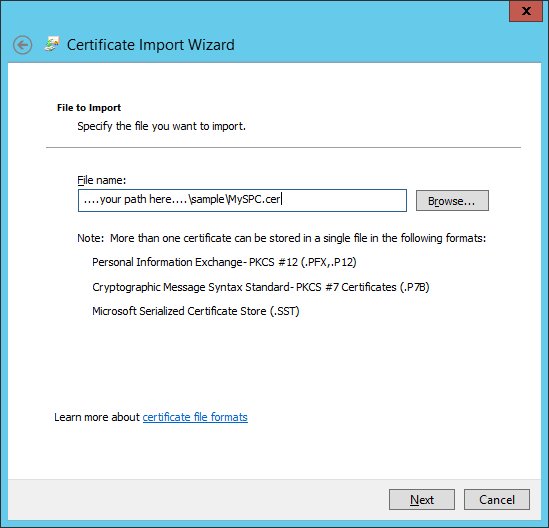 x
Certificate Import Wizard
File to Import
Specify the file you want to import.
File name:
....your path here....\sample\MySPC.cer
Browse...
Note: More than one certificate can be stored in a single file in the following formats:
Personal Information Exchange- PKCS #12 (.PFX,.P12)
Cryptographic Message Syntax Standard- PKCS #7 Certificates (.P7B)
Microsoft Serialized Certificate Store (.SST)
Learn more about certificate file formats
Next
Cancel